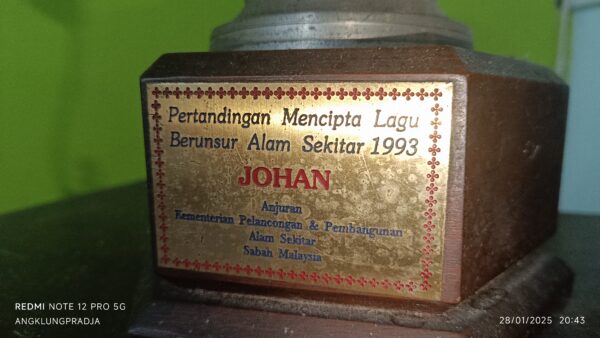 Pertandingan Mencipta Lagu
Berunsur Alam Sekitar 1993
JOHAN
Anjuran
Kementerian Pelancongan & Pembangunan
Alam Sekitar
Sabah Malaysia
REDMI NOTE 12 PRO 5G
ANGKLUNGPRADJA
28/01/2025 20:43